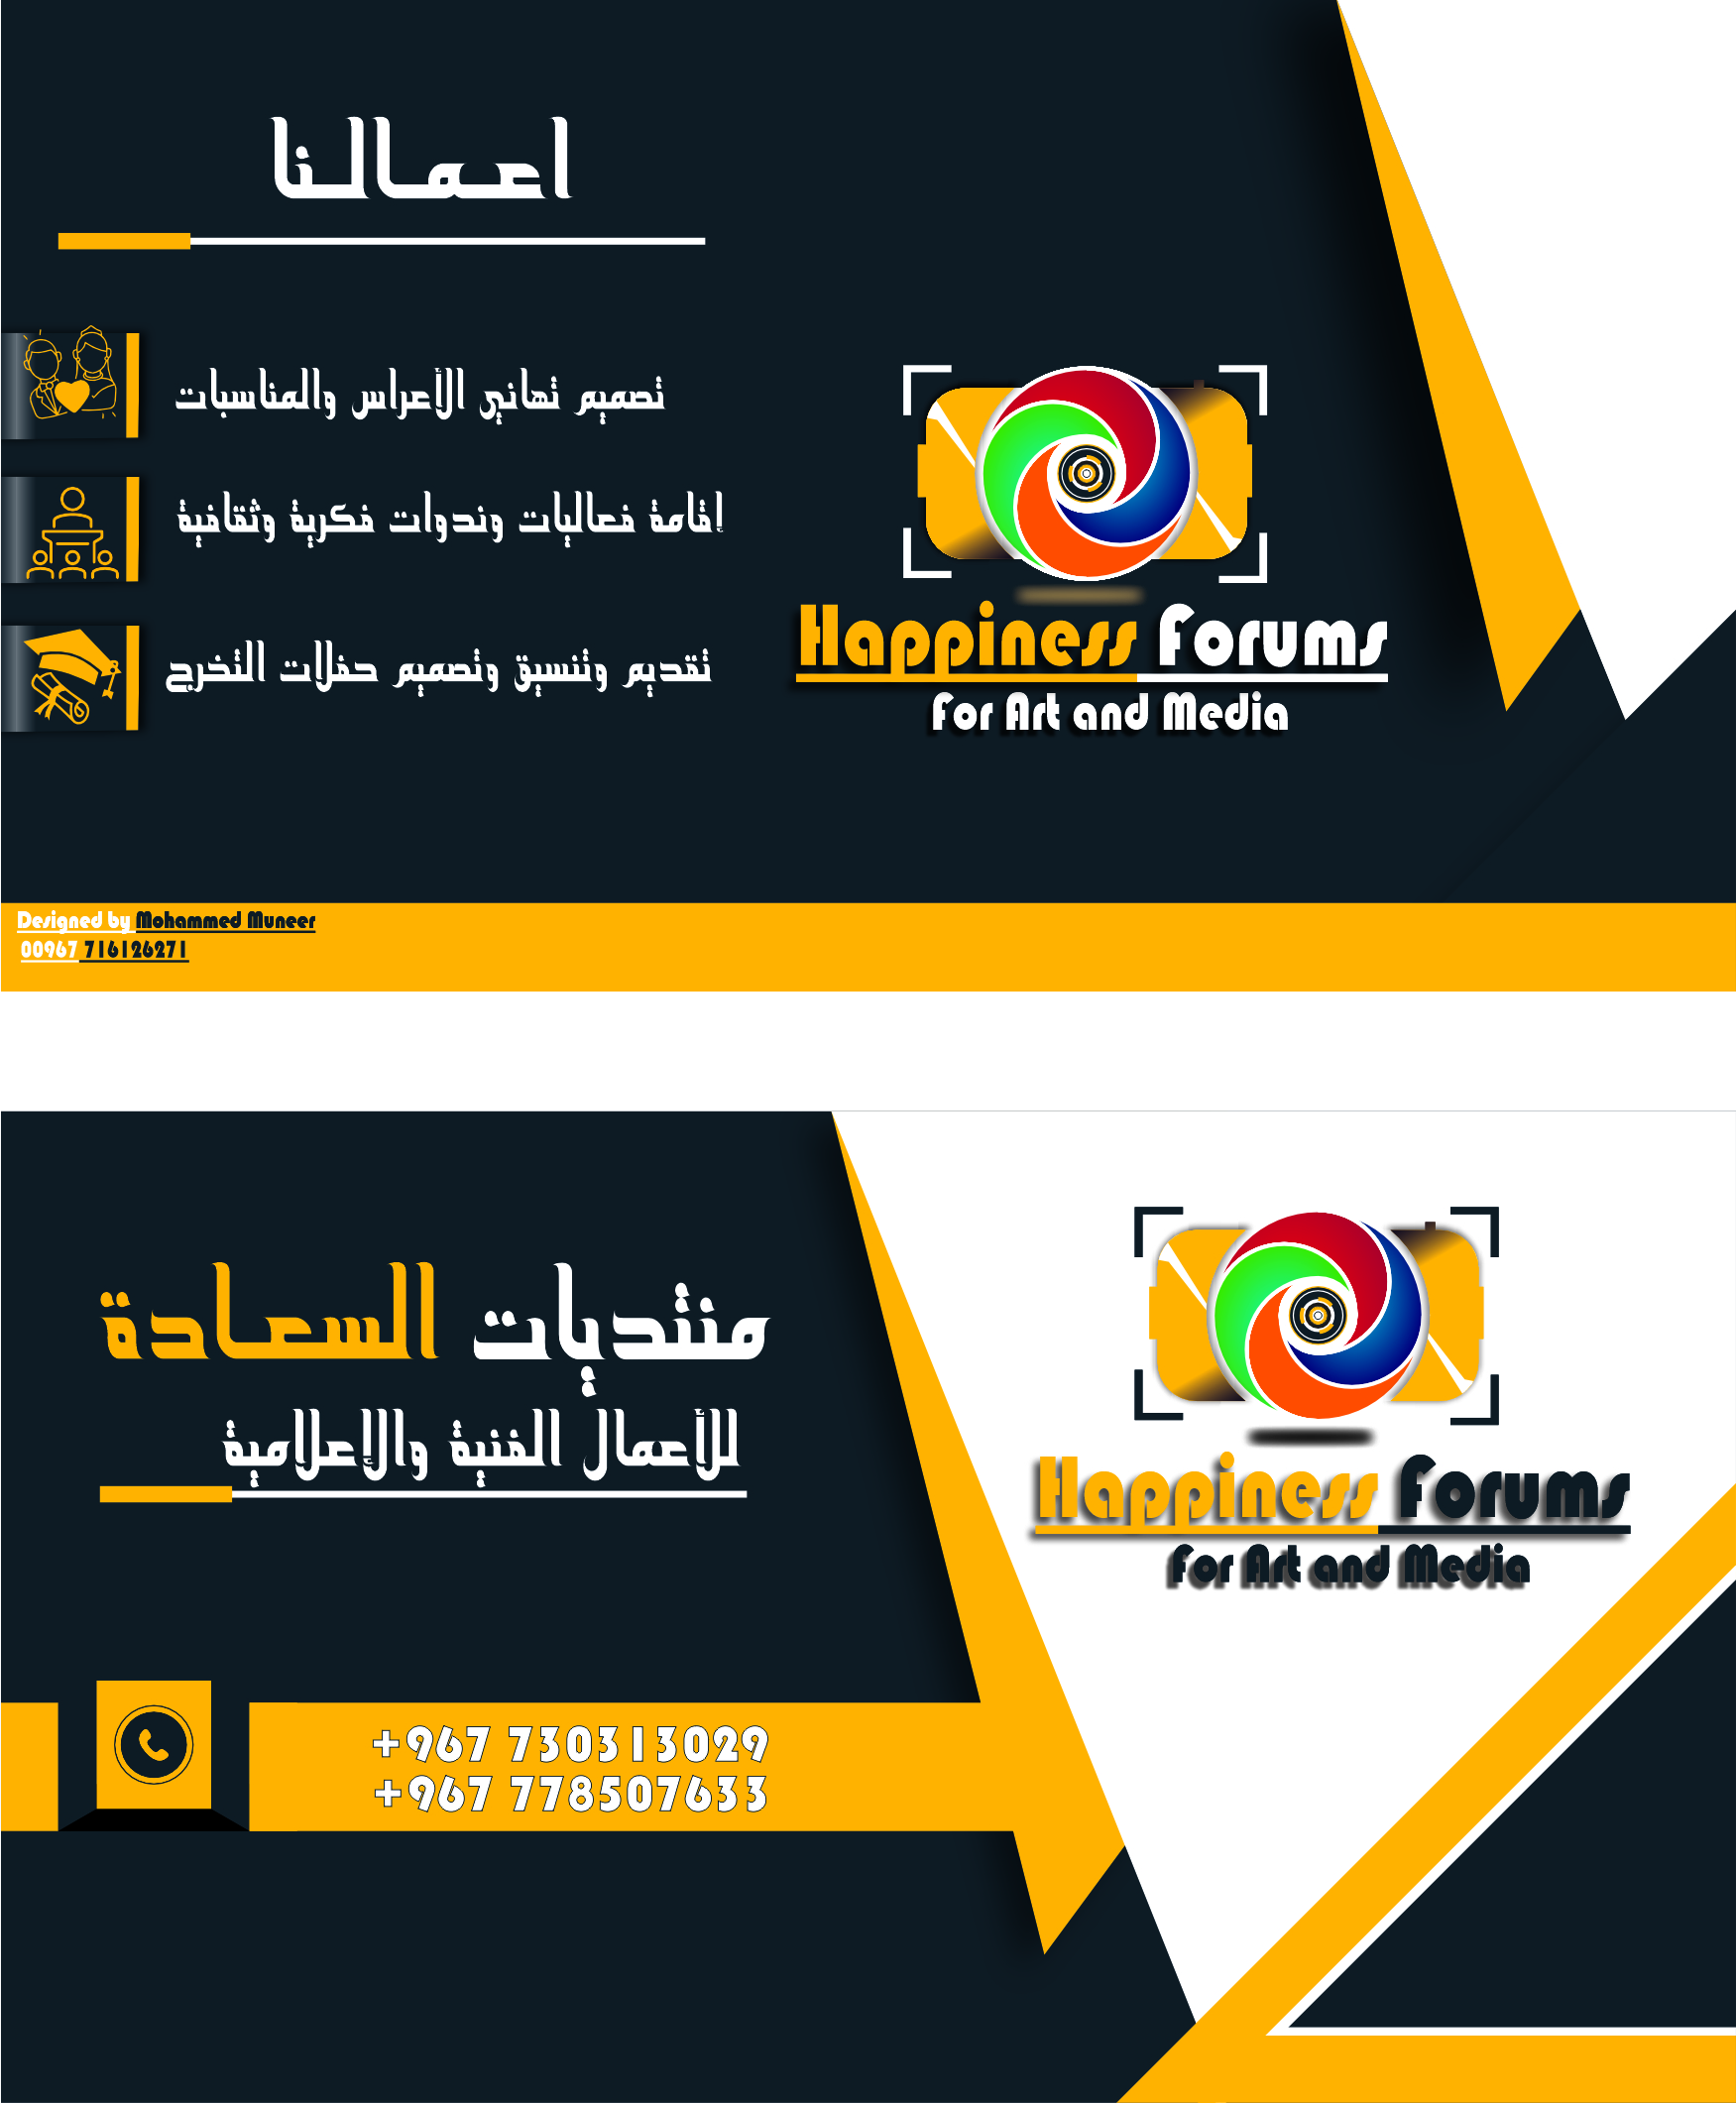 اعمالنا
تصميم تهاني الأعراس والمناسبات
إقامة فعاليات وندوات فكرية وثقافية
تقديم وتنسيق وتصميم حفلات التخرج
Happiness Forums
For Art and Media
Designed by Mohammed Muneer
00967 716126271
منتديات السعادة
للأعمال الفنية والإعلامية
Happiness Forums
For Art and Media
+967 730313029
+967 778507633